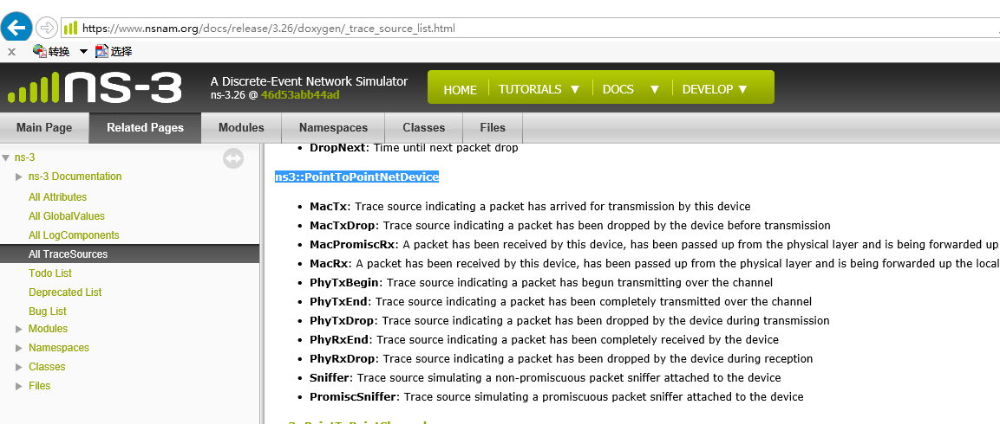 https://www.nsnam.org/docs/release/3.26/doxygen/_trace_source_list.html
x 转换 ▼ 选择
ns-3
A Discrete-Event Network Simulator
ns-3.26 @ 46d53abb44ad
HOME TUTORIALS ▼ DOCS ▼ DEVELOP ▼
Main Page Related Pages Modules Namespaces Classes Files
ns-3
ns-3 Documentation
All Attributes
All GlobalValues
All LogComponents
All TraceSources
Todo List
Deprecated List
Bug List
Modules
Namespaces
Classes
Files
• DropNext: Time until next packet drop
ns3::PointToPointNetDevice
• MacTx: Trace source indicating a packet has arrived for transmission by this device
• MacTxDrop: Trace source indicating a packet has been dropped by the device before transmission
• MacPromiscRx: A packet has been received by this device, has been passed up from the physical layer and is being forwarded up
• MacRx: A packet has been received by this device, has been passed up from the physical layer and is being forwarded up the local
• PhyTxBegin: Trace source indicating a packet has begun transmitting over the channel
• PhyTxEnd: Trace source indicating a packet has been completely transmitted over the channel
• PhyTxDrop: Trace source indicating a packet has been dropped by the device during transmission
• PhyRxEnd: Trace source indicating a packet has been completely received by the device
• PhyRxDrop: Trace source indicating a packet has been dropped by the device during reception
• Sniffer: Trace source simulating a non-promiscuous packet sniffer attached to the device
• PromiscSniffer: Trace source simulating a promiscuous packet sniffer attached to the device